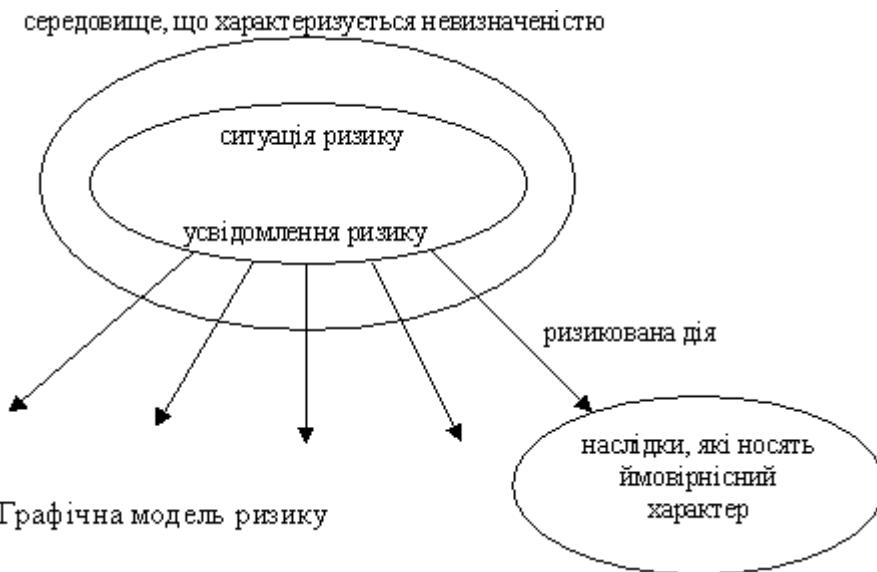 середовище, що характеризується невизначеністю
ситуація ризику
усвідомлення ризику
ризикована дія
наслідки, які носять
ймовірнісний
характер
Графічна модель ризику